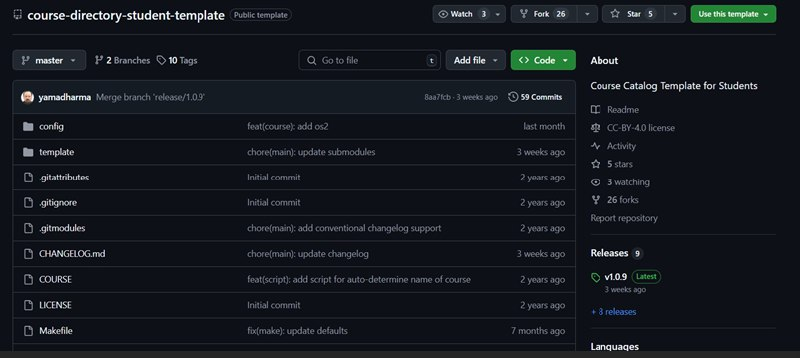 course-directory-student-template Public template Watch 3 Fork 26 Star 5 Use this template
master 2 Branches 10 Tags Go to file t Add file Code
yamadharma Merge branch 'release/1.0.9' 8aa7fcb · 3 weeks ago 59 Commits
config feat(course): add os2 last month
template chore(main): update submodules 3 weeks ago
.gitattributes Initial commit 2 years ago
.gitignore Initial commit 2 years ago
.gitmodules chore(main): add conventional changelog support 2 years ago
CHANGELOG.md chore(main): update changelog 3 weeks ago
COURSE feat(script): add script for auto-determine name of course 2 years ago
LICENSE Initial commit 2 years ago
Makefile fix(make): update defaults 7 months ago
About
Course Catalog Template for Students
Readme
CC-BY-4.0 license
Activity
5 stars
3 watching
26 forks
Report repository
Releases 9
v1.0.9 Latest
3 weeks ago
+ 8 releases
Languages